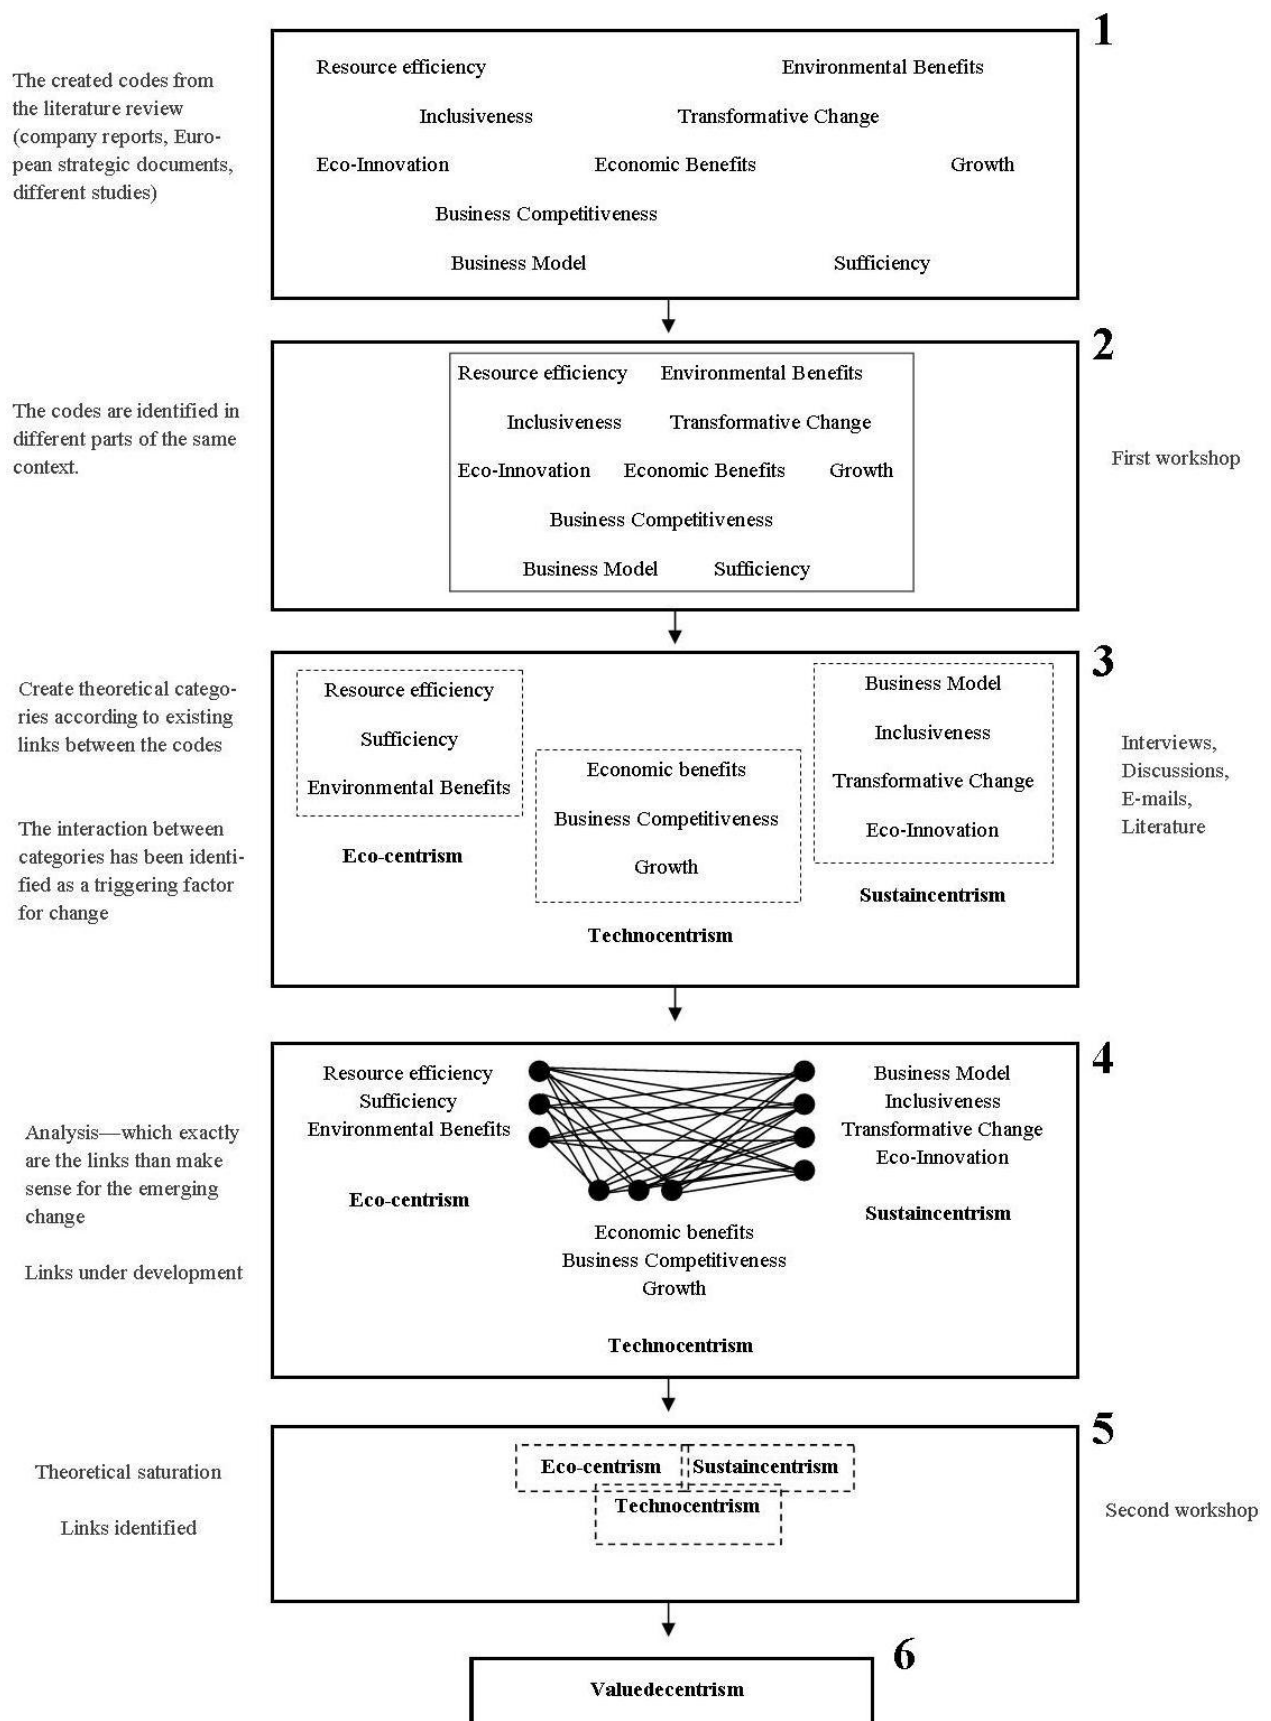 1
The created codes from
the literature review
(company reports, Euro-
pean strategic documents,
different studies)
Resource efficiency Environmental Benefits
Inclusiveness Transformative Change
Eco-Innovation Economic Benefits Growth
Business Competitiveness
Business Model Sufficiency
2
The codes are identified in
different parts of the same
context.
Resource efficiency Environmental Benefits
Inclusiveness Transformative Change
Eco-Innovation Economic Benefits Growth
Business Competitiveness
Business Model Sufficiency
First workshop
3
Create theoretical catego-
ries according to existing
links between the codes
The interaction between
categories has been identi-
fied as a triggering factor
for change
Resource efficiency
Sufficiency
Environmental Benefits
Eco-centrism
Economic benefits
Business Competitiveness
Growth
Technocentrism
Business Model
Inclusiveness
Transformative Change
Eco-Innovation
Sustaincentrism
Interviews,
Discussions,
E-mails,
Literature
4
Analysis—which exactly
are the links than make
sense for the emerging
change
Links under development
Resource efficiency
Sufficiency
Environmental Benefits
Eco-centrism
Economic benefits
Business Competitiveness
Growth
Technocentrism
Business Model
Inclusiveness
Transformative Change
Eco-Innovation
Sustaincentrism
5
Theoretical saturation
Links identified
Eco-centrism Sustaincentrism
Technocentrism
Second workshop
6
Valuedecentrism